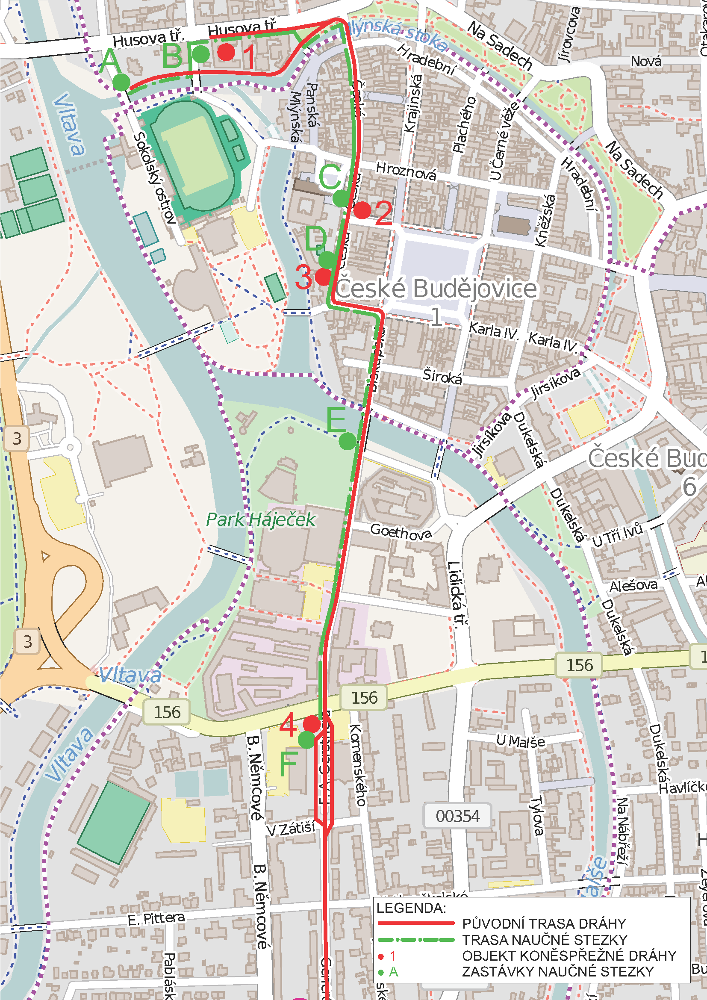 Husova tř.
Husova tř.
Na Sadech
Jírovcova
Nová
A
B
1
Hradební
Vltava
Panská
Mlýnská
Krajinská
Plachého
U Černé věže
Sokolský ostrov
Hroznová
Hradební
Na Sadech
C
2
Kněžská
D
3
České Budějovice
1
Karla IV.
Karla IV.
Široká
Jirsíkova
E
Jirsíkova
Dukelská
3
České Bud
6
Park Háječek
Goethova
Dukelská
U Tří lvů
Lidická tř.
Alešova
Dukelská
3
Vltava
156
156
156
4
F
Vltava
B. Němcové
Komenského
U Malše
Dukelská
Tylova
Havlíčko
Na Nábřeží
00354
V Zátiší
B. Němcové
E. Pittera
Pablásk
LEGENDA:
PŮVODNÍ TRASA DRÁHY
TRASA NAUČNÉ STEZKY
1 OBJEKT KONĚSPŘEŽNÉ DRÁHY
A ZASTÁVKY NAUČNÉ STEZKY